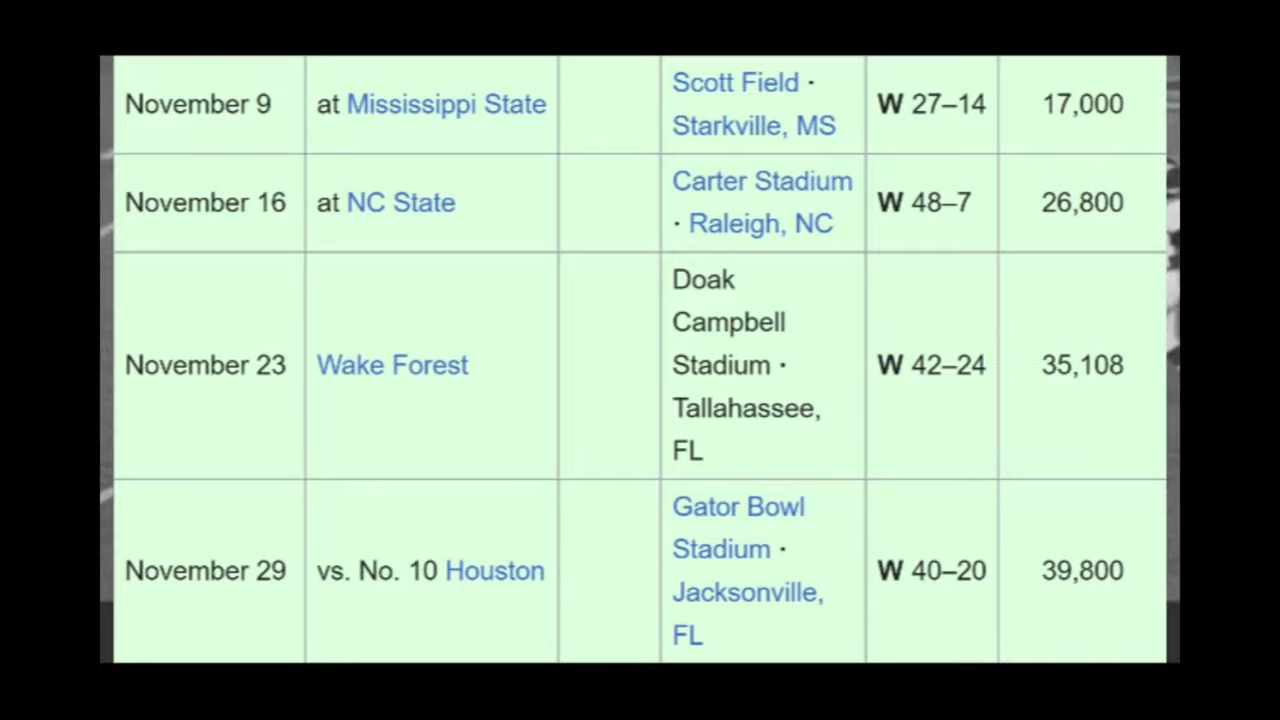 November 9 at Mississippi State Scott Field · Starkville, MS W 27–14 17,000
November 16 at NC State Carter Stadium · Raleigh, NC W 48–7 26,800
November 23 Wake Forest Doak Campbell Stadium · Tallahassee, FL W 42–24 35,108
November 29 vs. No. 10 Houston Gator Bowl Stadium · Jacksonville, FL W 40–20 39,800